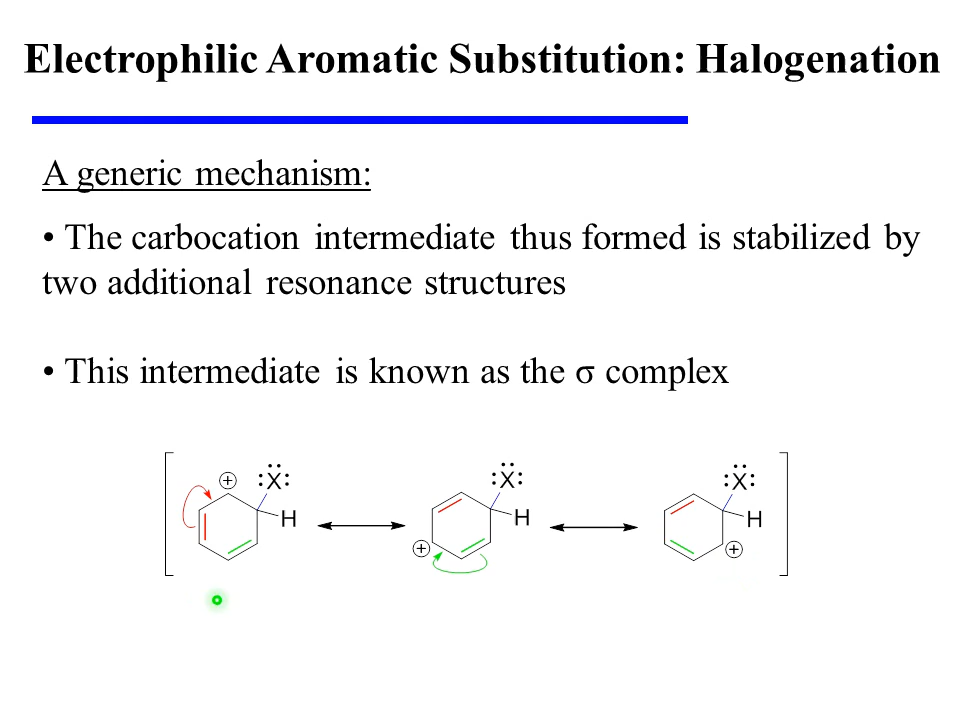 Electrophilic Aromatic Substitution: Halogenation
A generic mechanism:
• The carbocation intermediate thus formed is stabilized by
two additional resonance structures
• This intermediate is known as the σ complex
+ X H
+ X H
+ X H